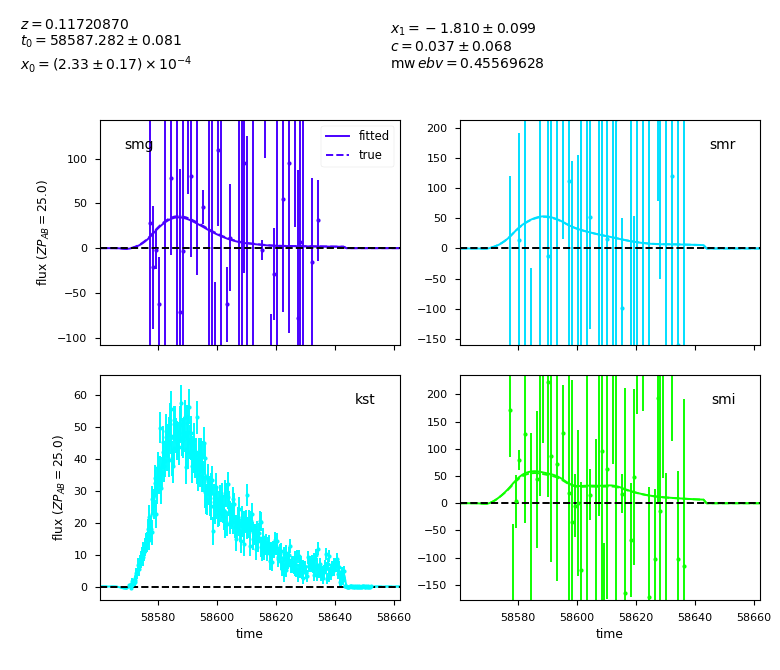 z = 0.11720870
t₀ = 58587.282 ± 0.081
x₀ = (2.33 ± 0.17) × 10⁻⁴
x₁ = −1.810 ± 0.099
c = 0.037 ± 0.068
mw ebv = 0.45569628
smg
fitted
true
100
50
0
−50
−100
flux (ZP_AB = 25.0)
smr
200
150
100
50
0
−50
−100
−150
kst
60
50
40
30
20
10
0
flux (ZP_AB = 25.0)
58580 58600 58620 58640 58660
time
smi
200
150
100
50
0
−50
−100
−150
58580 58600 58620 58640 58660
time